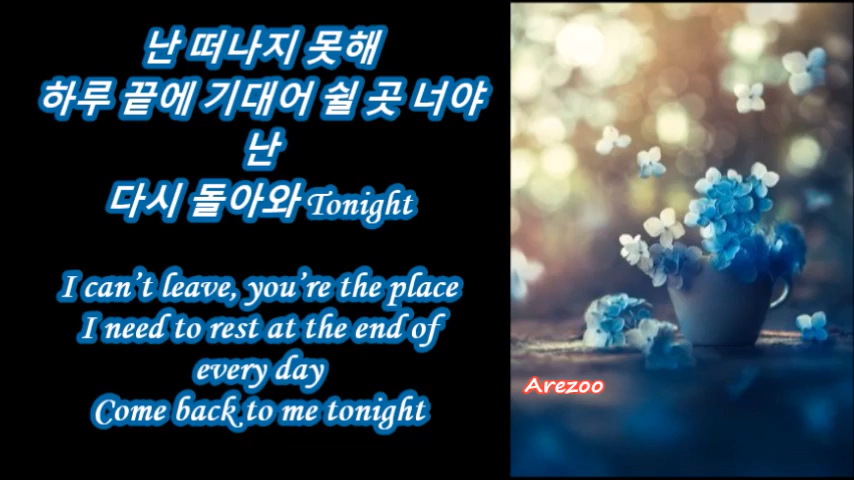 난 떠나지 못해
하루 끝에 기대어 쉴 곳 너야
난
다시 돌아와 Tonight
I can't leave, you're the place
I need to rest at the end of
every day
Come back to me tonight
Arezoo